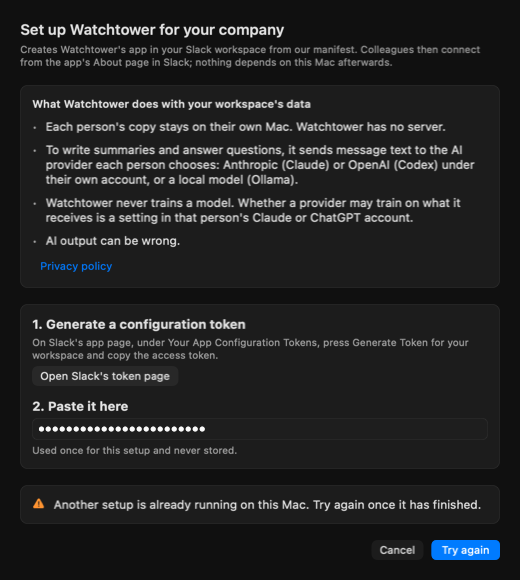 Set up Watchtower for your company
Creates Watchtower's app in your Slack workspace from our manifest. Colleagues then connect
from the app's About page in Slack; nothing depends on this Mac afterwards.
What Watchtower does with your workspace's data
• Each person's copy stays on their own Mac. Watchtower has no server.
• To write summaries and answer questions, it sends message text to the AI
provider each person chooses: Anthropic (Claude) or OpenAI (Codex) under
their own account, or a local model (Ollama).
• Watchtower never trains a model. Whether a provider may train on what it
receives is a setting in that person's Claude or ChatGPT account.
• AI output can be wrong.
Privacy policy
1. Generate a configuration token
On Slack's app page, under Your App Configuration Tokens, press Generate Token for your
workspace and copy the access token.
Open Slack's token page
2. Paste it here
••••••••••••••••••••••••
Used once for this setup and never stored.
Another setup is already running on this Mac. Try again once it has finished.
Cancel
Try again